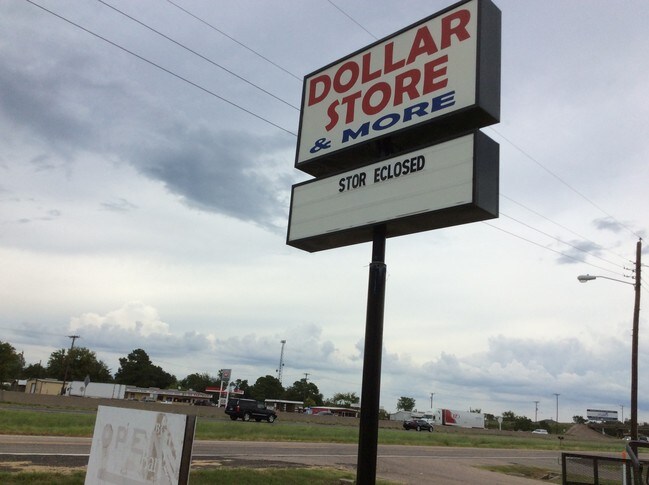 DOLLAR
STORE
& MORE
STOR ECLOSED
OPEN